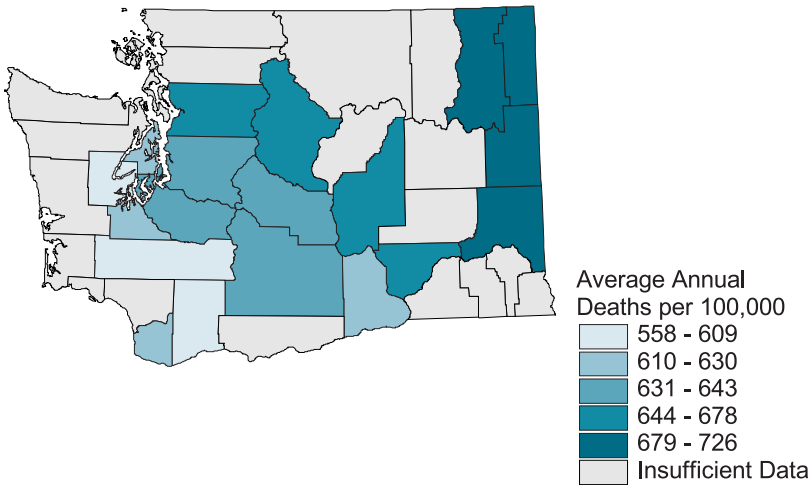 Average Annual
Deaths per 100,000
558 - 609
610 - 630
631 - 643
644 - 678
679 - 726
Insufficient Data